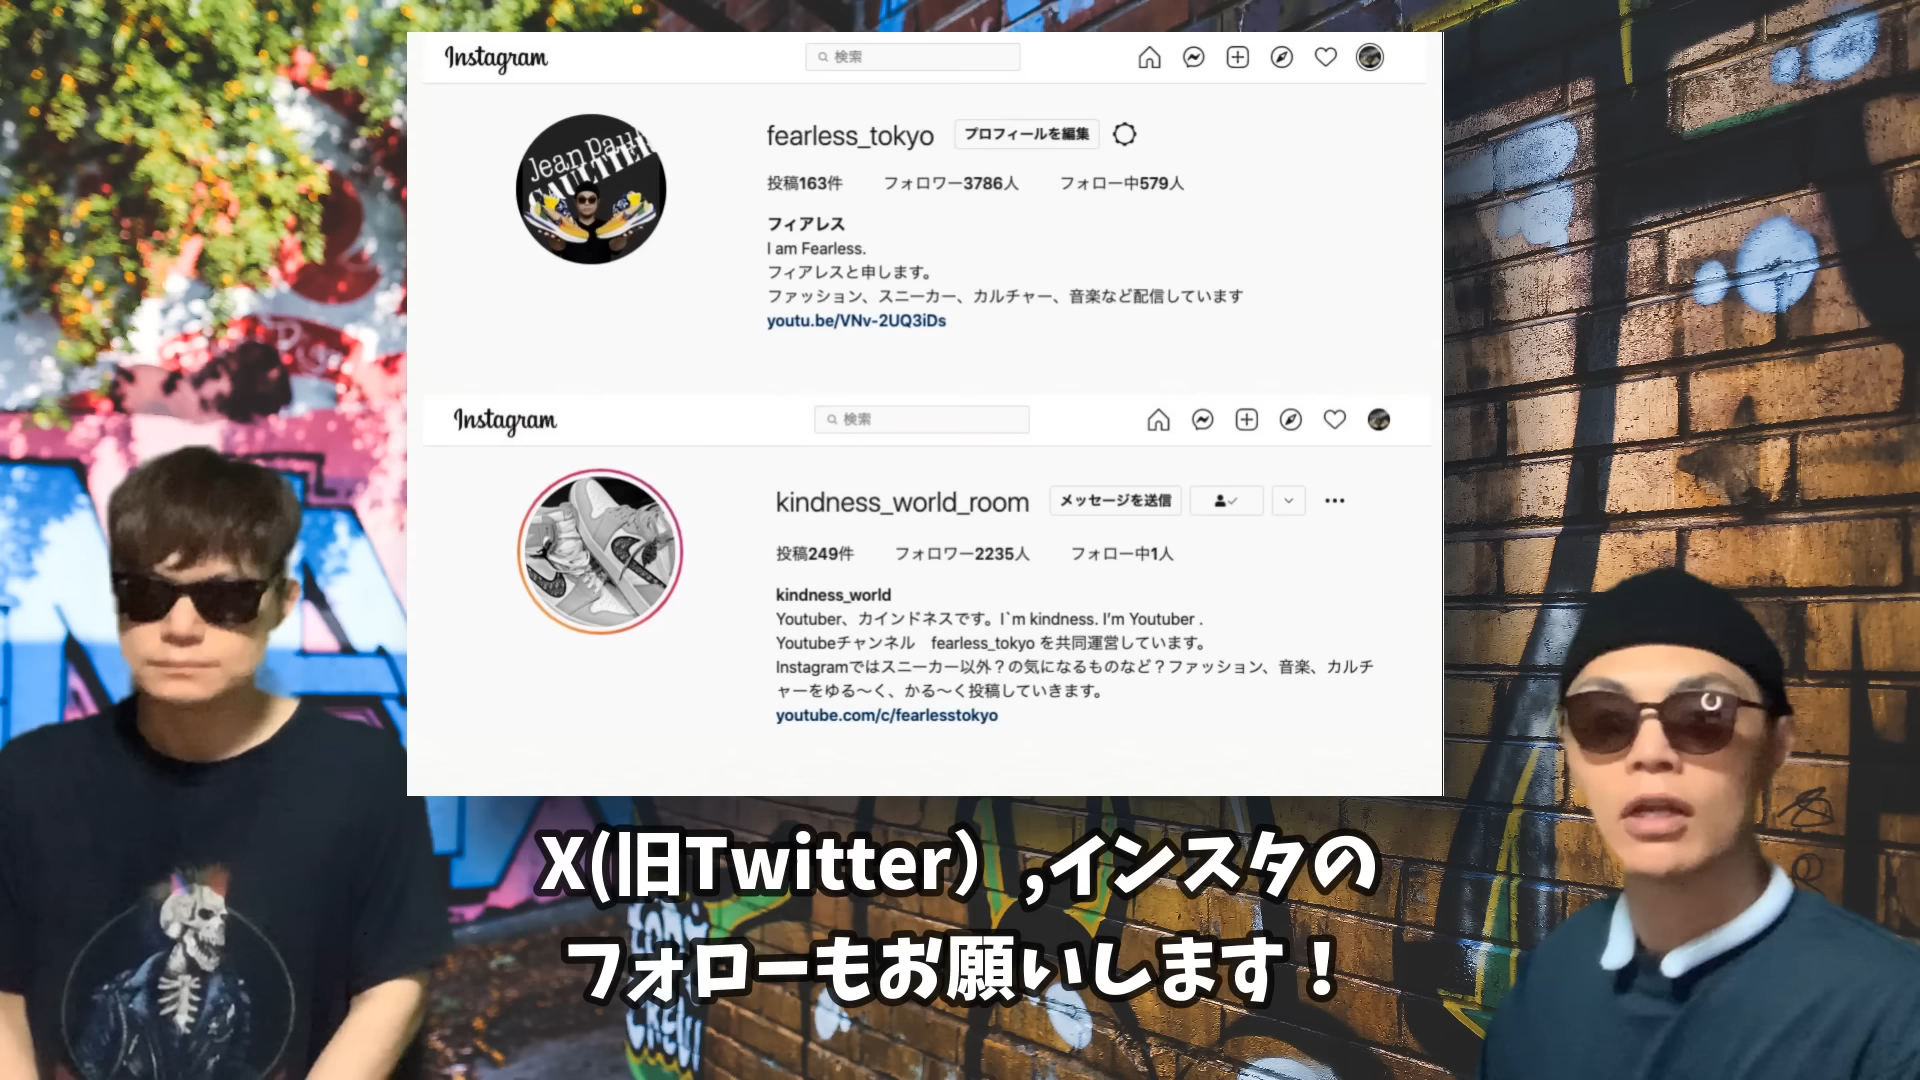 Instagram
検索
fearless_tokyo プロフィールを編集
投稿163件 フォロワー3786人 フォロー中579人
フィアレス
I am Fearless.
フィアレスと申します。
ファッション、スニーカー、カルチャー、音楽など配信しています
youtu.be/VNv-2UQ3iDs
Jean Paul
GAULTIER
Instagram
検索
kindness_world_room メッセージを送信
投稿249件 フォロワー2235人 フォロー中1人
kindness_world
Youtuber、カインドネスです。I`m kindness. I'm Youtuber .
Youtubeチャンネル　fearless_tokyo を共同運営しています。
Instagramではスニーカー以外？の気になるものなど？ファッション、音楽、カルチ
ャーをゆる〜く、かる〜く投稿していきます。
youtube.com/c/fearlesstokyo
X(旧Twitter）,インスタの
フォローもお願いします！